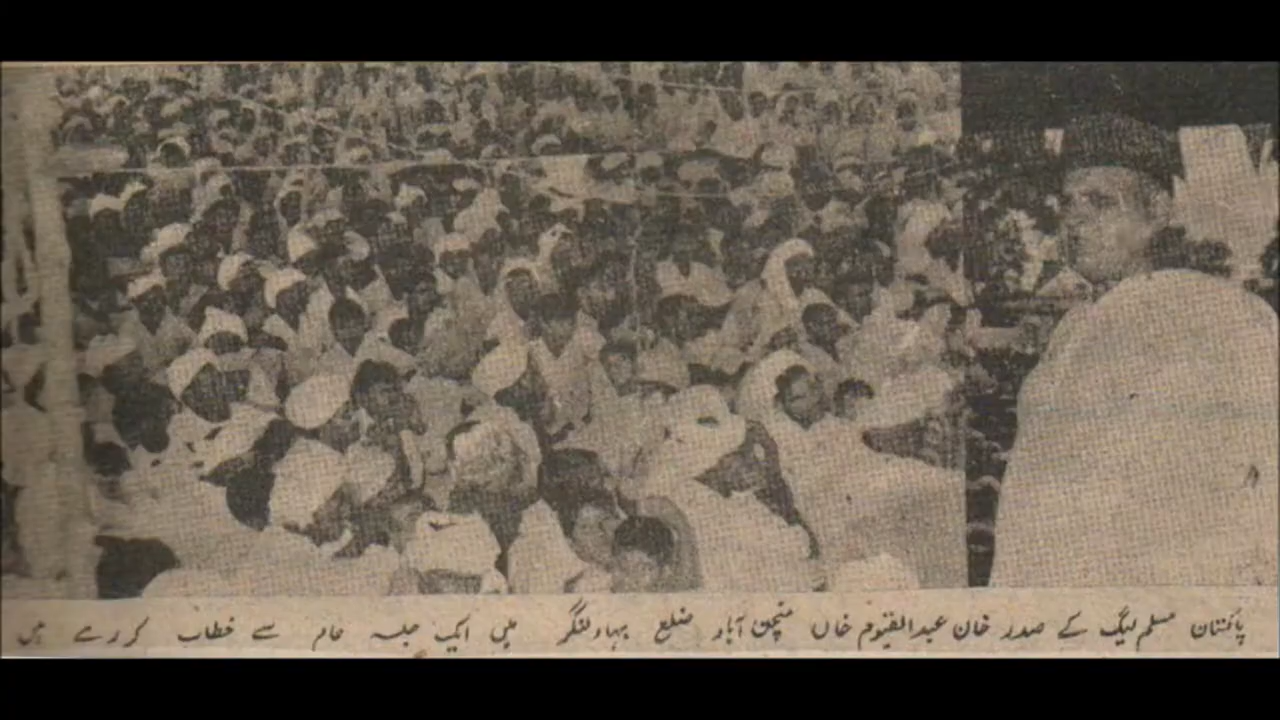 پاکستان مسلم لیگ کے صدر خان عبدالقیوم خاں منچن آباد ضلع بہاولنگر میں ایک جلسہ عام سے خطاب کر رہے ہیں